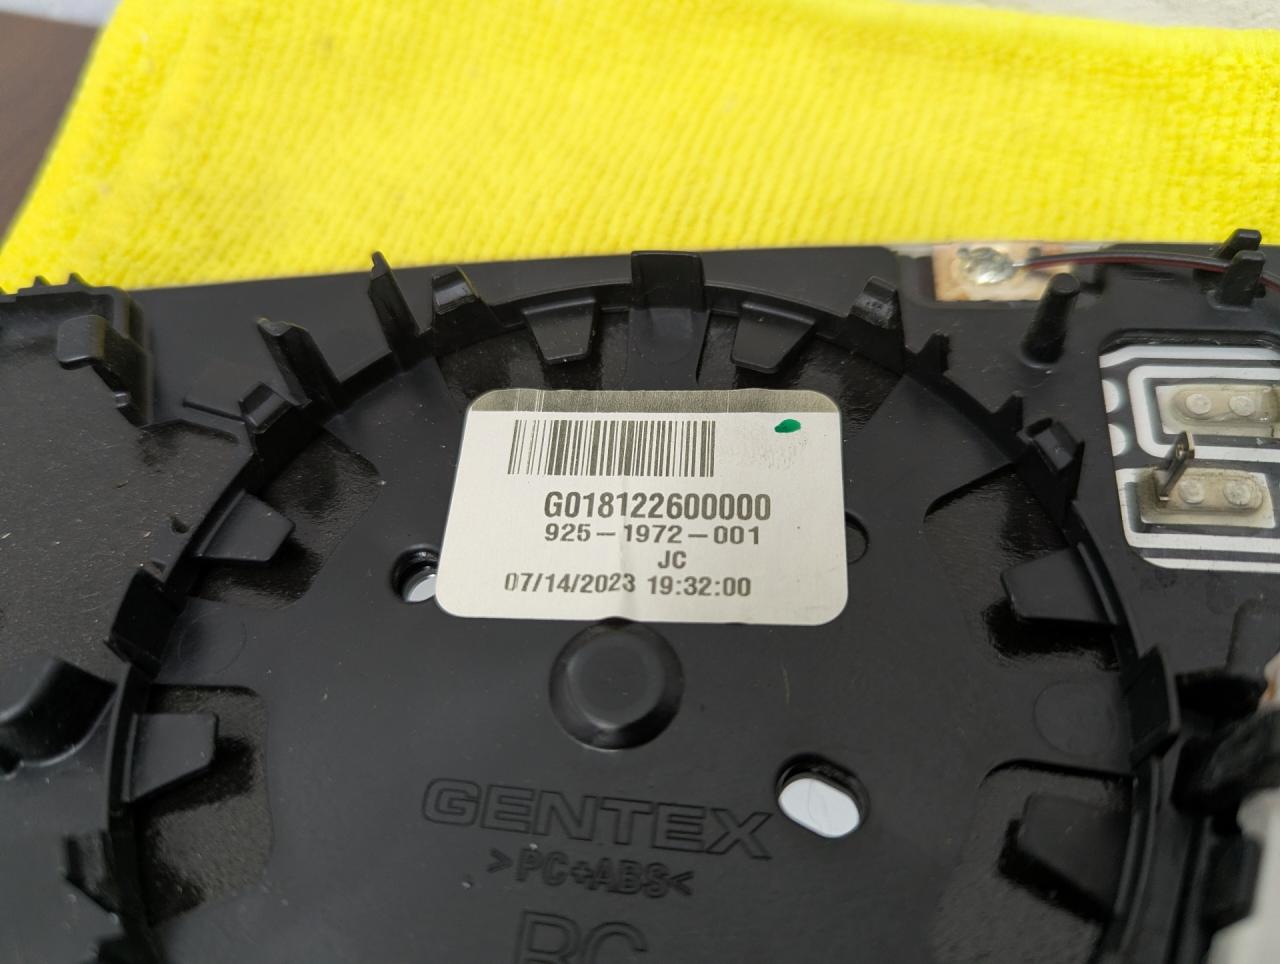 G018122600000
925-1972-001
JC
07/14/2023 19:32:00
GENTEX
>PC+ABS<